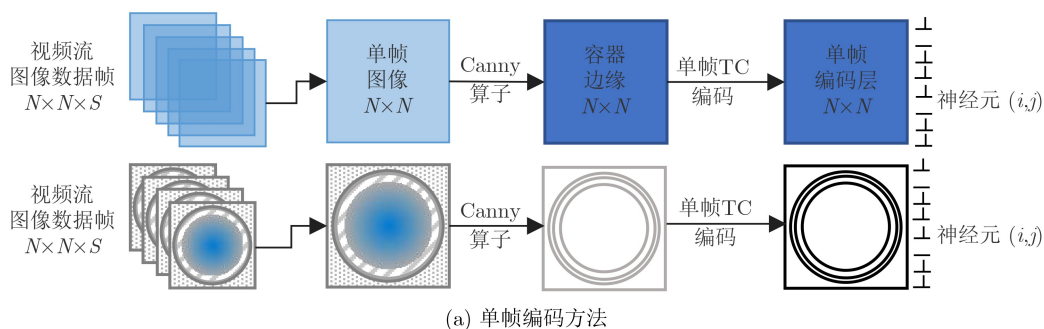 视频流
图像数据帧
N×N×S
单帧
图像
N×N
Canny
算子
容器
边缘
N×N
单帧TC
编码
单帧
编码层
N×N
神经元 (i,j)
视频流
图像数据帧
N×N×S
Canny
算子
单帧TC
编码
神经元 (i,j)
(a) 单帧编码方法